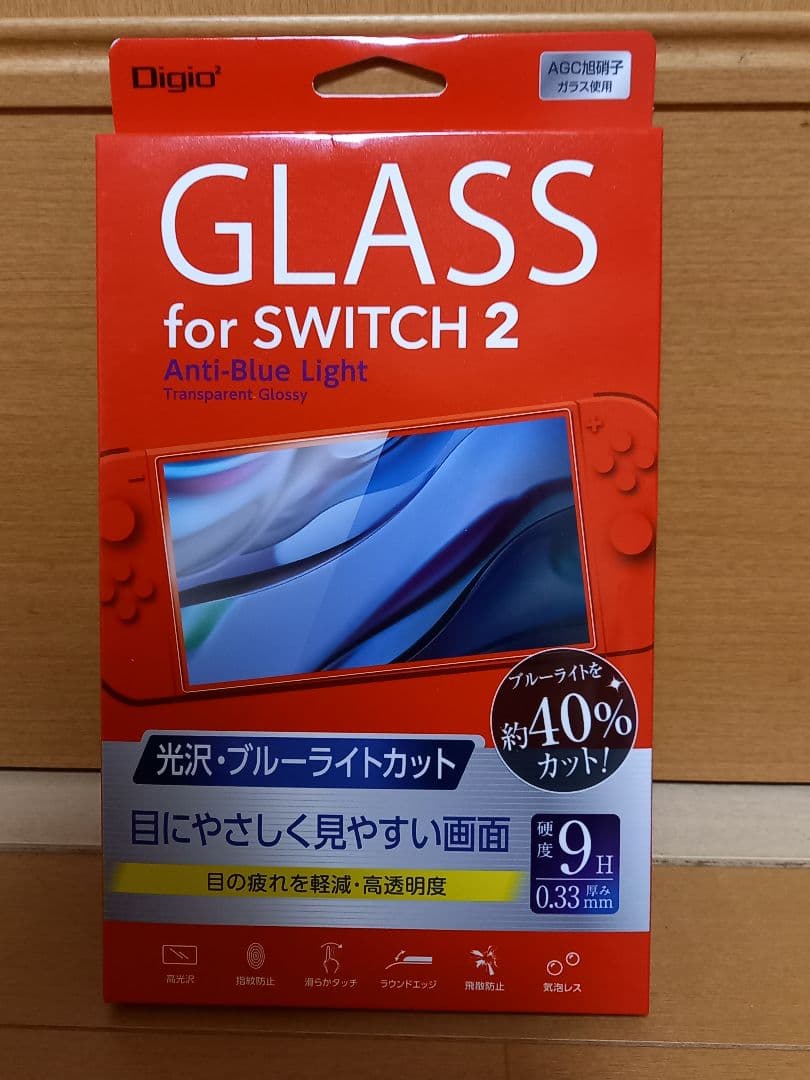 Digio²
AGC旭硝子
ガラス使用
GLASS
for SWITCH 2
Anti-Blue Light
Transparent Glossy
ブルーライトを
約40%
カット!
光沢・ブルーライトカット
目にやさしく見やすい画面
目の疲れを軽減・高透明度
硬度 9H
0.33mm 厚み
高光沢
指紋防止
滑らかタッチ
ラウンドエッジ
飛散防止
気泡レス